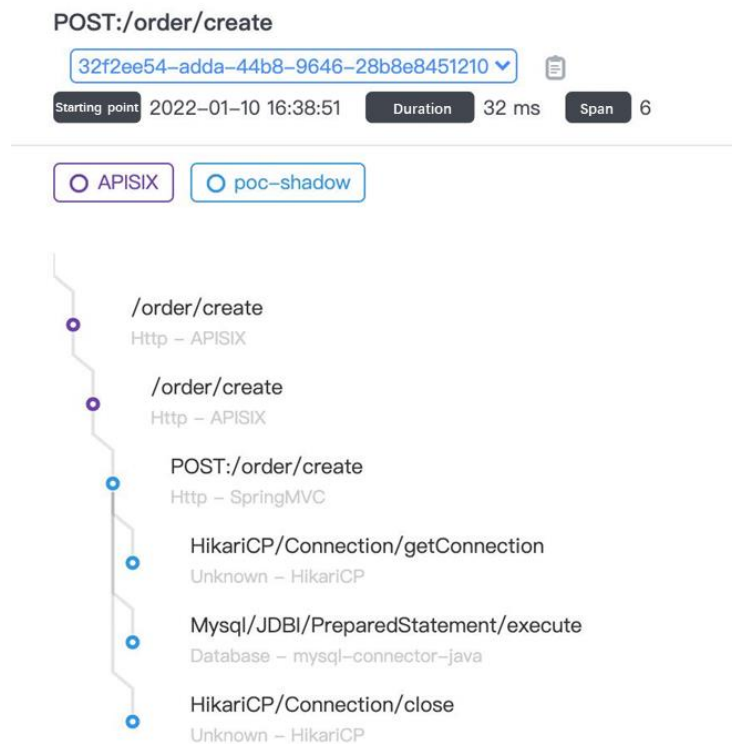 POST:/order/create
32f2ee54-adda-44b8-9646-28b8e8451210
Starting point 2022-01-10 16:38:51 Duration 32 ms Span 6
APISIX poc-shadow
/order/create
Http - APISIX
/order/create
Http - APISIX
POST:/order/create
Http - SpringMVC
HikariCP/Connection/getConnection
Unknown - HikariCP
Mysql/JDBI/PreparedStatement/execute
Database - mysql-connector-java
HikariCP/Connection/close
Unknown - HikariCP